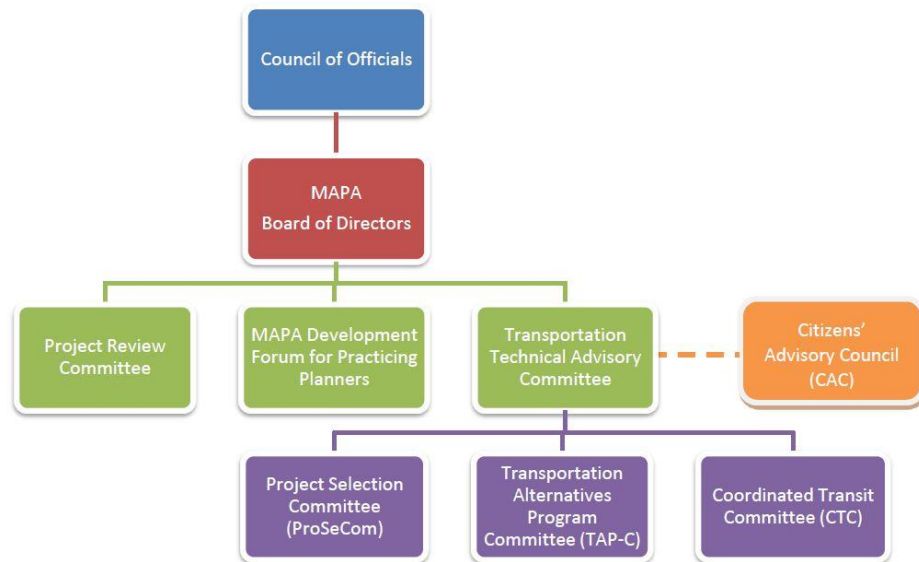 Council of Officials
MAPA
Board of Directors
Project Review
Committee
MAPA Development
Forum for Practicing
Planners
Transportation
Technical Advisory
Committee
Citizens’
Advisory Council
(CAC)
Project Selection
Committee
(ProSeCom)
Transportation
Alternatives
Program
Committee (TAP-C)
Coordinated Transit
Committee (CTC)